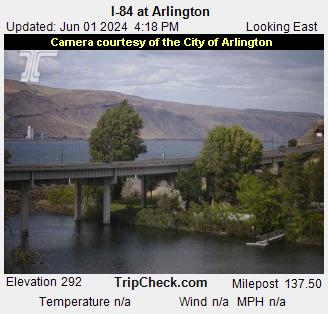 I-84 at Arlington
Updated: Jun 01 2024 4:18 PM Looking East
Camera courtesy of the City of Arlington
Elevation 292 TripCheck.com Milepost 137.50
Temperature n/a Wind n/a MPH n/a